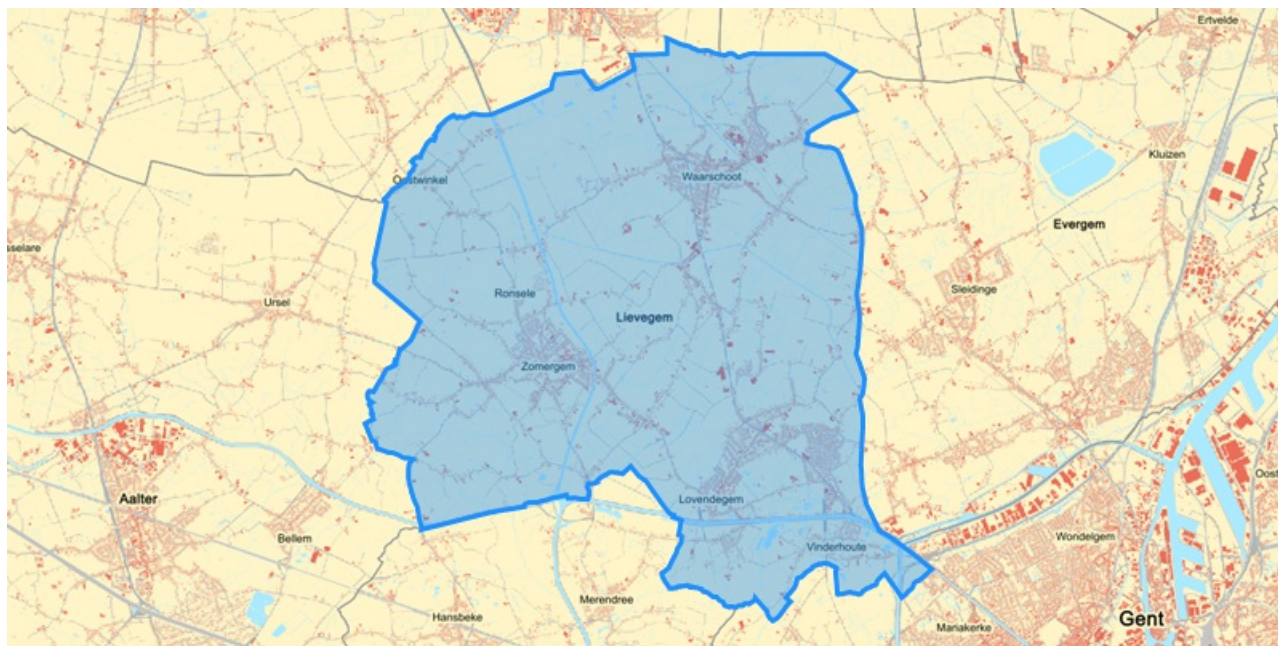 Ertvelde
Kluizen
Waarschoot
Oostwinkel
Evergem
sselare
Sleidinge
Ronsele
Ursel
Lievegem
Zomergem
Oost
Aalter
Lovendegem
Wondelgem
Bellem
Vinderhoute
Merendree
Hansbeke
Gent
Mariakerke